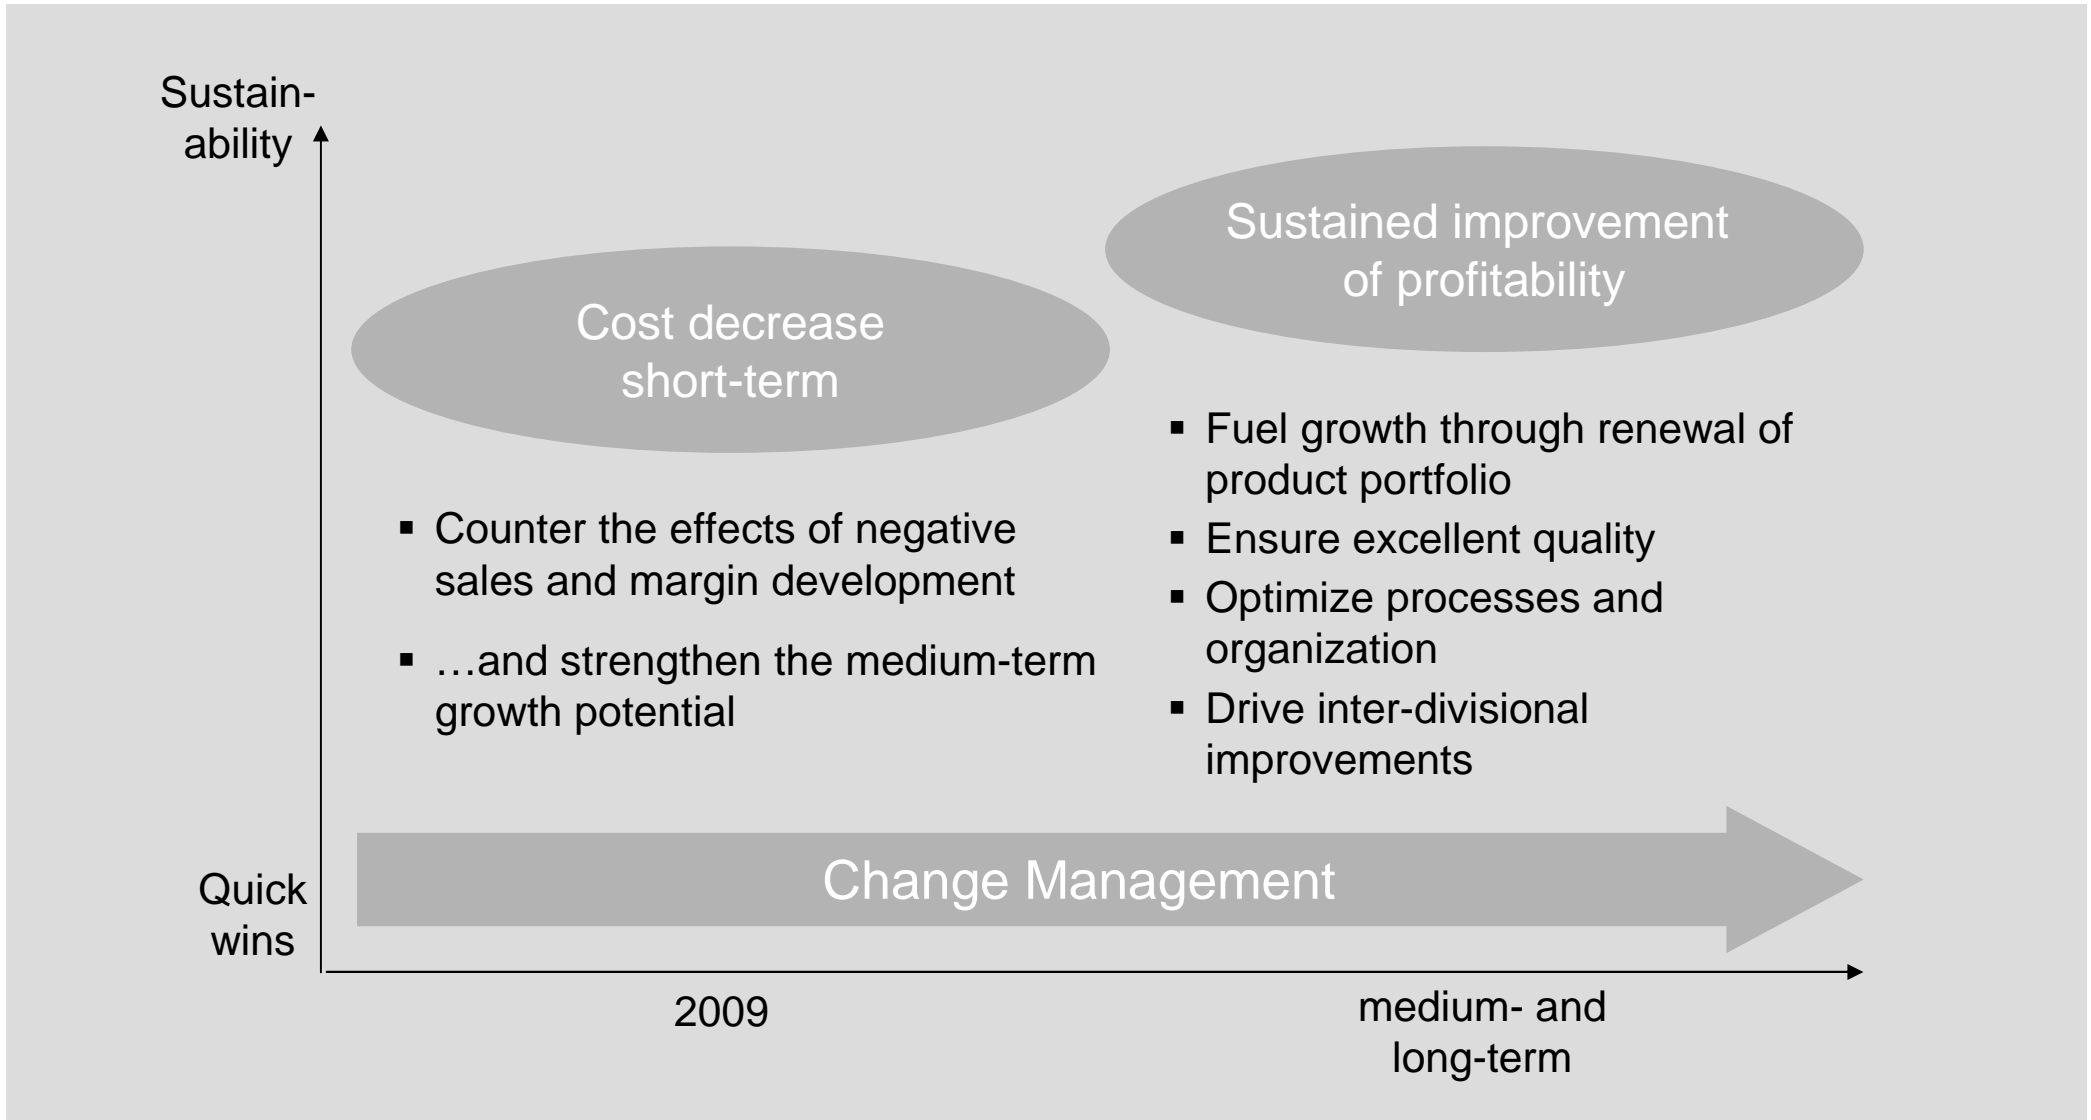 Sustain-
ability
Sustained improvement
of profitability
Cost decrease
short-term
▪ Fuel growth through renewal of
product portfolio
▪ Ensure excellent quality
▪ Optimize processes and
organization
▪ Drive inter-divisional
improvements
▪ Counter the effects of negative
sales and margin development
▪ …and strengthen the medium-term
growth potential
Change Management
Quick
wins
2009
medium- and
long-term